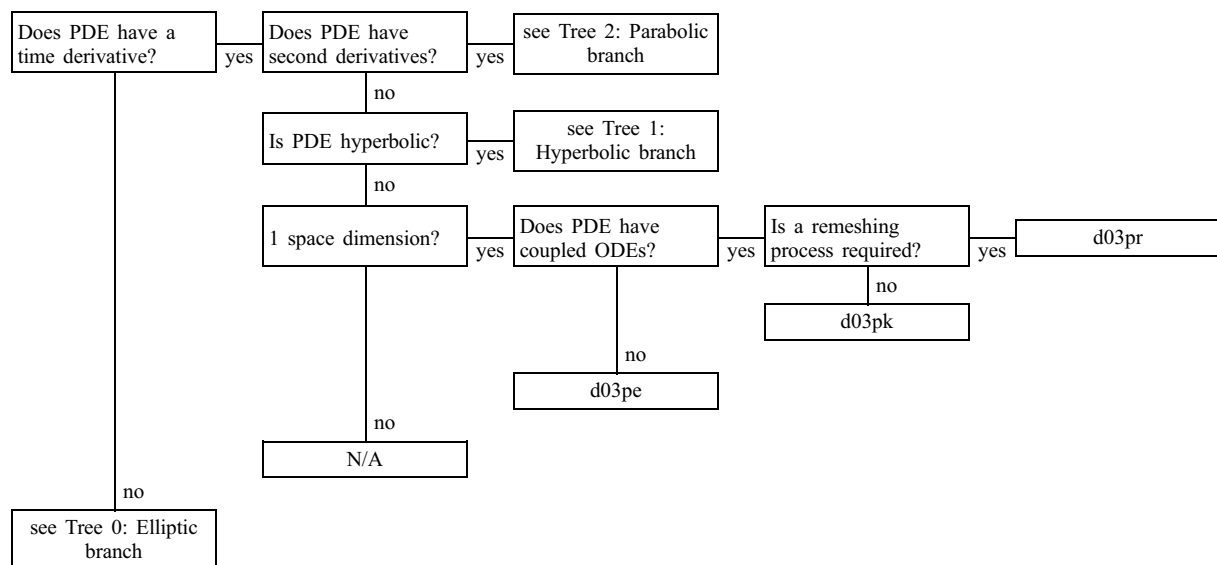 Does PDE have a
time derivative?
yes
Does PDE have
second derivatives?
yes
see Tree 2: Parabolic
branch
no
Is PDE hyperbolic?
yes
see Tree 1:
Hyperbolic branch
no
1 space dimension?
yes
Does PDE have
coupled ODEs?
yes
Is a remeshing
process required?
yes
d03pr
no
d03pk
no
d03pe
no
N/A
no
see Tree 0: Elliptic
branch